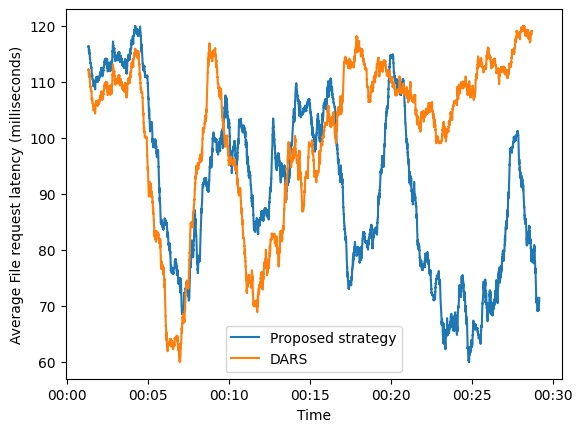 Average File request latency (milliseconds)
120
110
100
90
80
70
60
Proposed strategy
DARS
00:00 00:05 00:10 00:15 00:20 00:25 00:30
Time